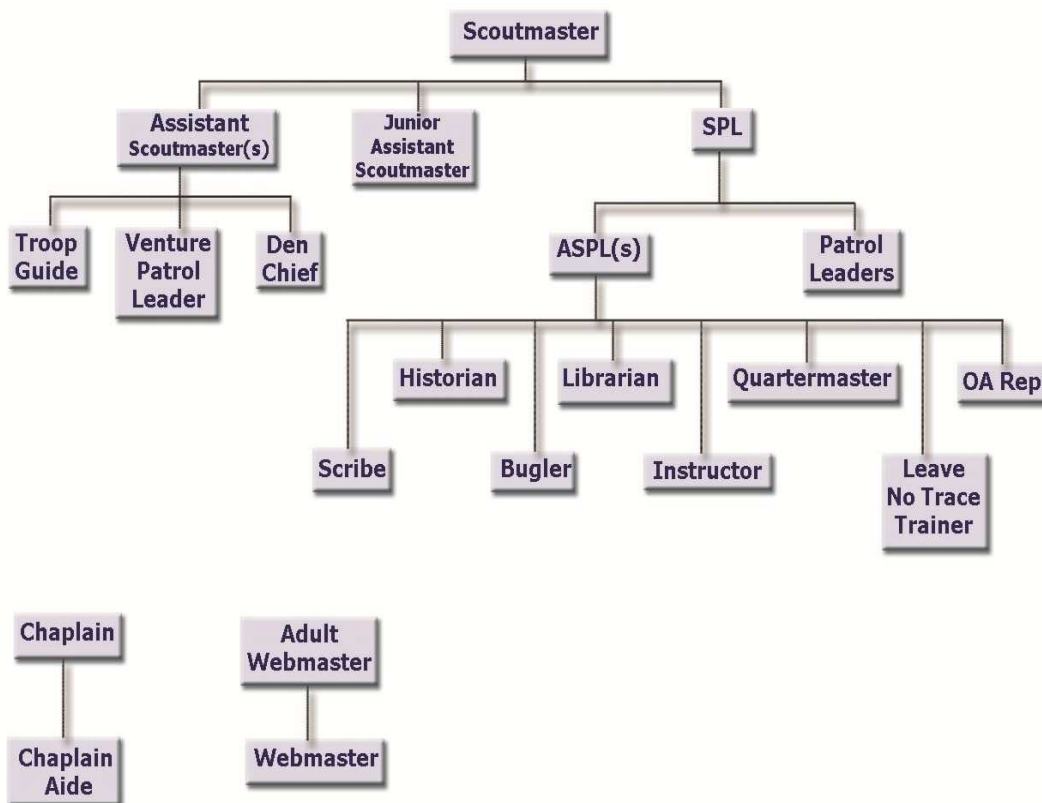 Scoutmaster
Assistant
Scoutmaster(s)
Junior
Assistant
Scoutmaster
SPL
Troop
Guide
Venture
Patrol
Leader
Den
Chief
ASPL(s)
Patrol
Leaders
Historian
Librarian
Quartermaster
OA Rep
Scribe
Bugler
Instructor
Leave
No Trace
Trainer
Chaplain
Adult
Webmaster
Chaplain
Aide
Webmaster